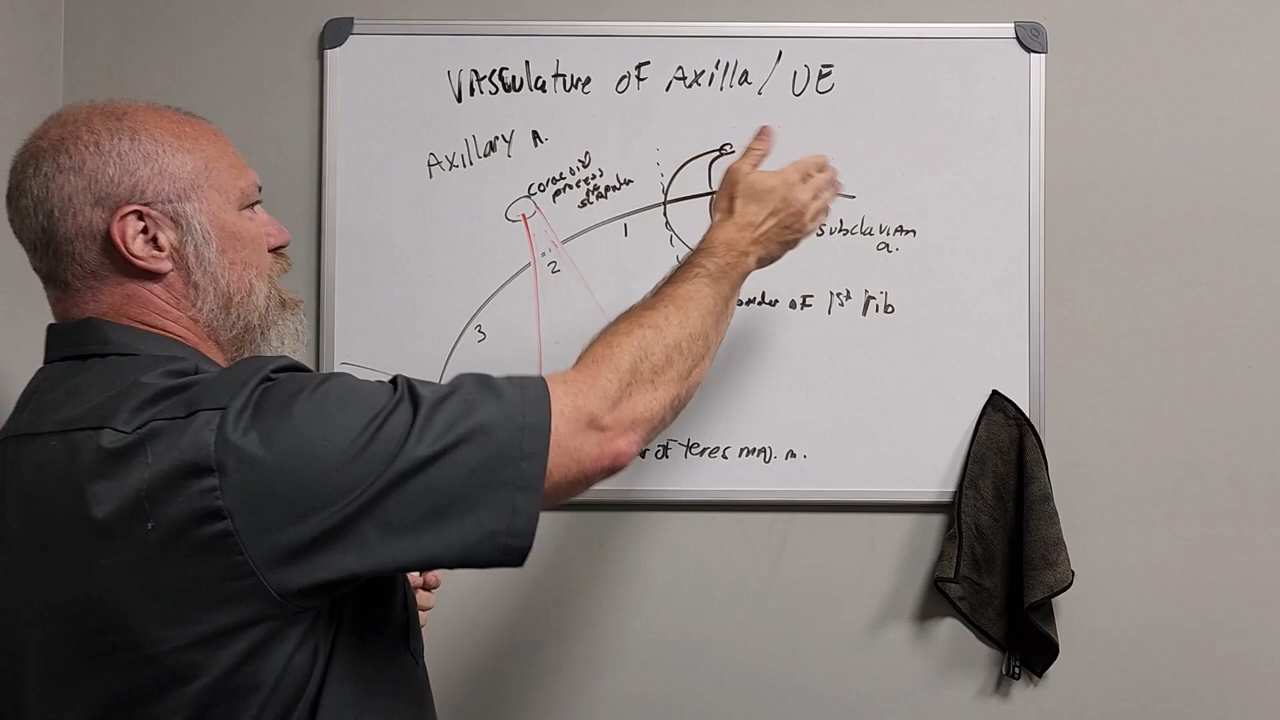 Vasculature of Axilla / UE
Axillary A.
coracoid
process
of
scapula
1
2
3
subclavian
a.
border of 1st rib
of Teres maj. m.